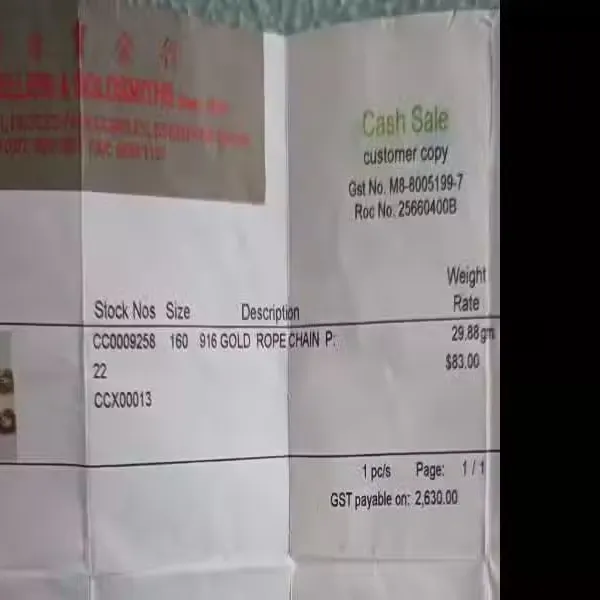 GOLDSMITHS
Cash Sale
customer copy
Gst No. M8-8005199-7
Roc No. 25660400B
Weight
Stock Nos Size Description Rate
CC0009258 160 916 GOLD ROPE CHAIN P: 29.88gm
22 $83.00
CCX00013
1 pc/s Page: 1 / 1
GST payable on: 2,630.00